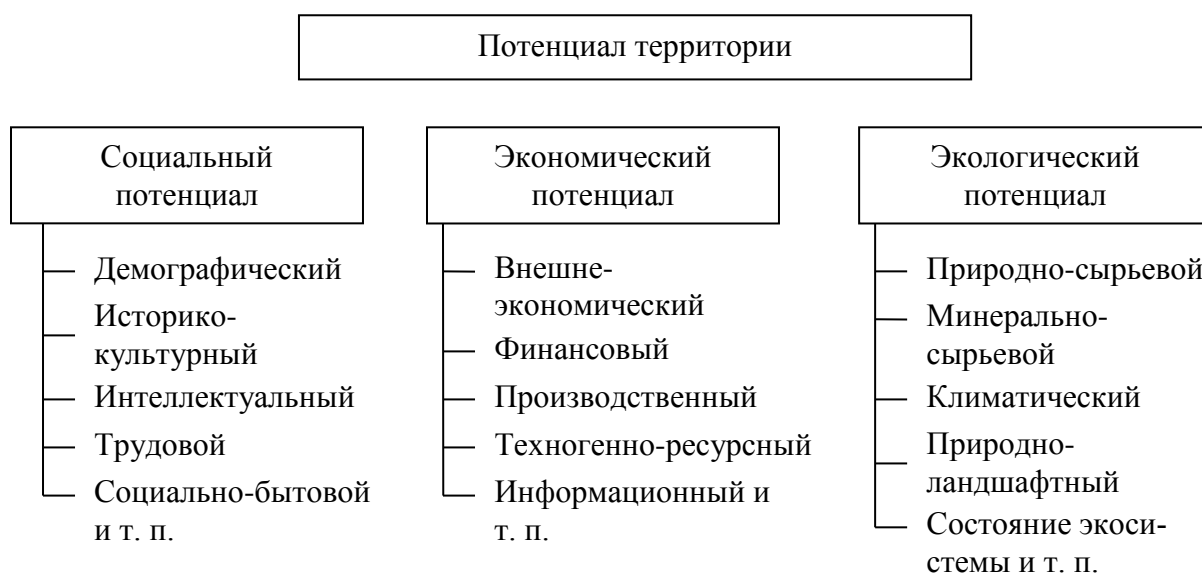 Потенциал территории
Социальный
потенциал
Демографический
Историко-
культурный
Интеллектуальный
Трудовой
Социально-бытовой
и т. п.
Экономический
потенциал
Внешне-
экономический
Финансовый
Производственный
Техногенно-ресурсный
Информационный и
т. п.
Экологический
потенциал
Природно-сырьевой
Минерально-
сырьевой
Климатический
Природно-
ландшафтный
Состояние экоси-
стемы и т. п.